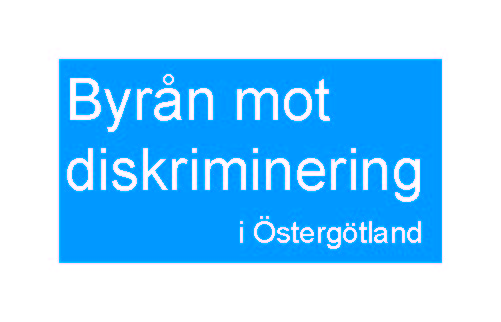 Byrån mot
diskriminering
i Östergötland